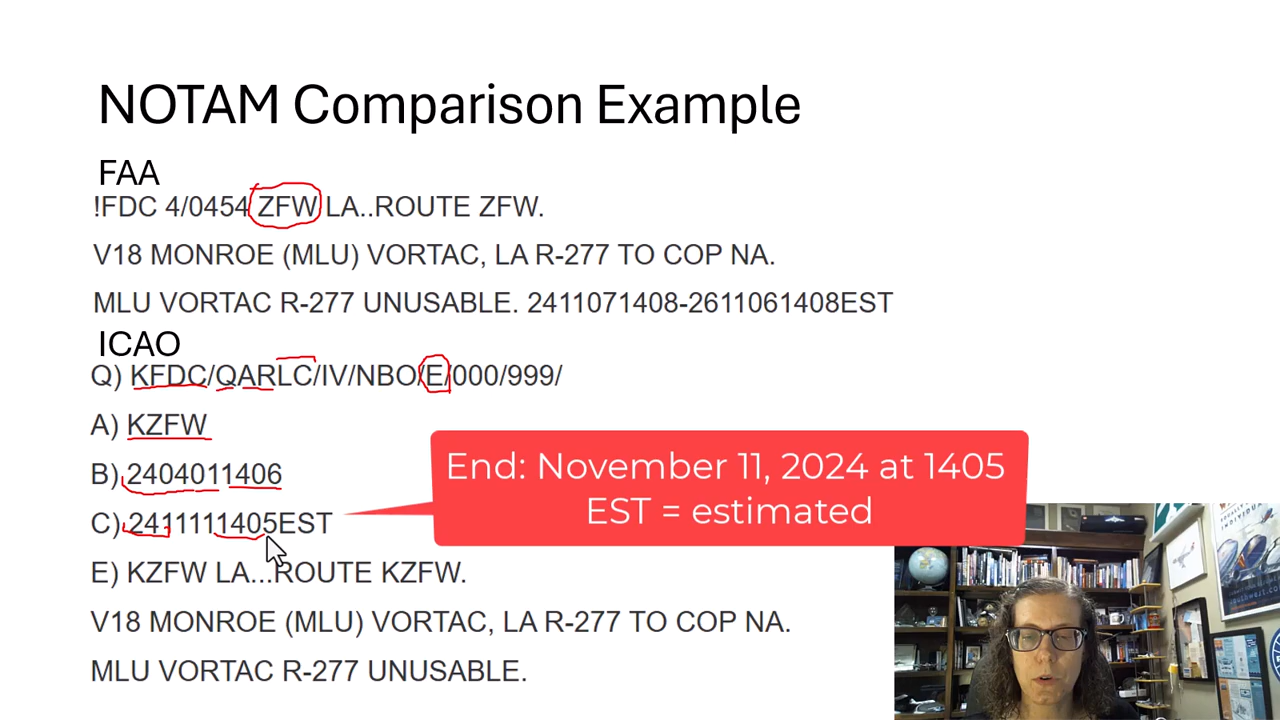 NOTAM Comparison Example
FAA
!FDC 4/0454 ZFW LA..ROUTE ZFW.
V18 MONROE (MLU) VORTAC, LA R-277 TO COP NA.
MLU VORTAC R-277 UNUSABLE. 2411071408-2611061408EST
ICAO
Q) KFDC/QARLC/IV/NBO/E/000/999/
A) KZFW
B) 2404011406
C) 2411111405EST
End: November 11, 2024 at 1405
EST = estimated
E) KZFW LA...ROUTE KZFW.
V18 MONROE (MLU) VORTAC, LA R-277 TO COP NA.
MLU VORTAC R-277 UNUSABLE.